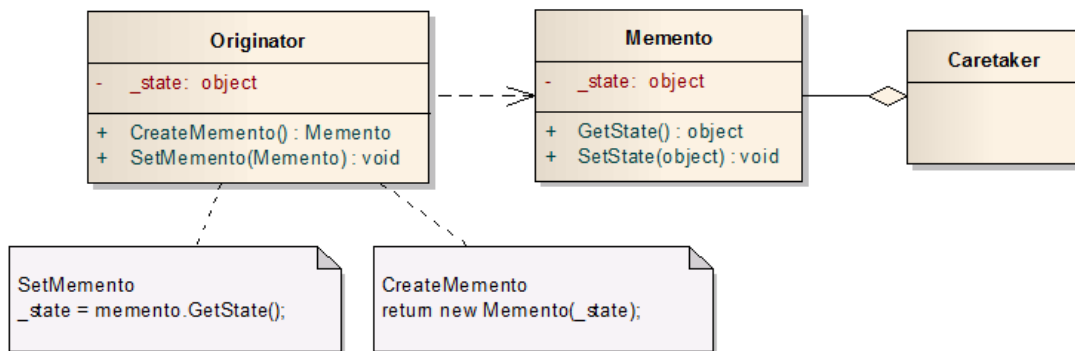 Originator
- _state: object
+ CreateMemento() : Memento
+ SetMemento(Memento) : void
Memento
- _state: object
+ GetState() : object
+ SetState(object) : void
Caretaker
SetMemento
_state = memento.GetState();
CreateMemento
return new Memento(_state);